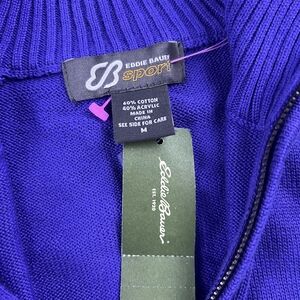 EB EDDIE BAUER
sport
60% COTTON
40% ACRYLIC
MADE IN
CHINA
SEE SIDE FOR CARE
M
Eddie Bauer
EST. 1920